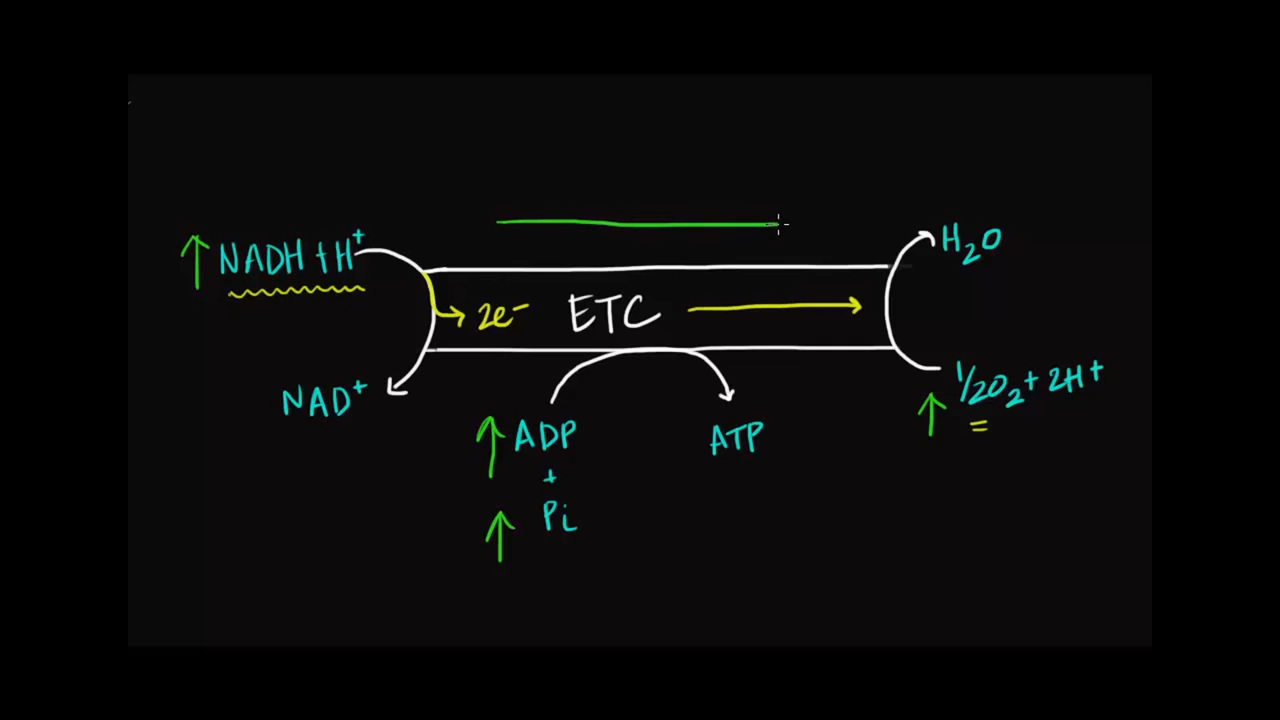 NADH + H⁺
H₂O
2e⁻ ETC
NAD⁺
1/2O₂ + 2H⁺
ADP
ATP
+
Pi